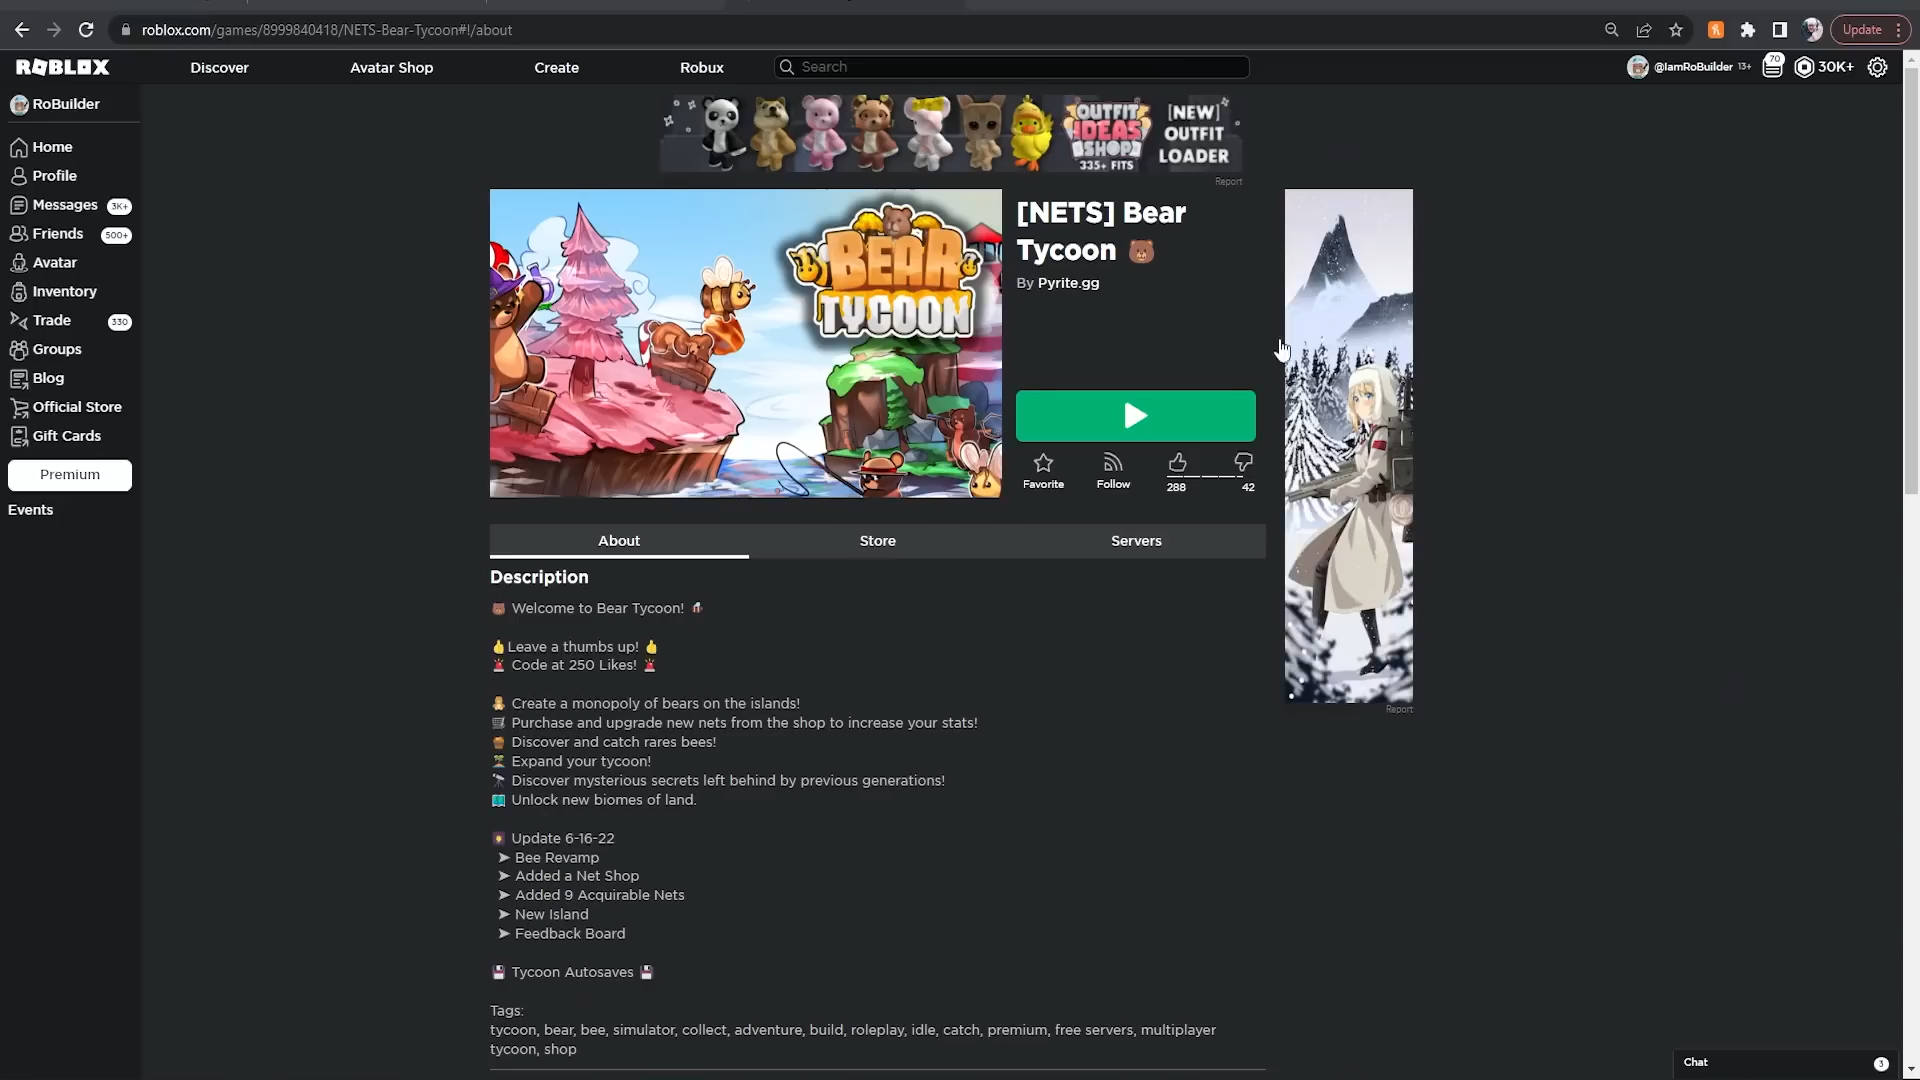 roblox.com/games/8999840418/NETS-Bear-Tycoon#!/about
Update
ROBLOX
Discover
Avatar Shop
Create
Robux
Search
@IamRoBuilder 13+
70
30K+
RoBuilder
Home
Profile
Messages 3K+
Friends 500+
Avatar
Inventory
Trade 330
Groups
Blog
Official Store
Gift Cards
Premium
Events
OUTFIT
IDEAS
SHOP
335+ FITS
[NEW]
OUTFIT
LOADER
Report
BEAR
TYCOON
[NETS] Bear
Tycoon 🐻
By Pyrite.gg
Favorite
Follow
288
42
Report
About
Store
Servers
Description
🐻 Welcome to Bear Tycoon!
👍Leave a thumbs up! 👍
🚨 Code at 250 Likes! 🚨
🧸 Create a monopoly of bears on the islands!
🛒 Purchase and upgrade new nets from the shop to increase your stats!
🍯 Discover and catch rares bees!
🏝 Expand your tycoon!
🔭 Discover mysterious secrets left behind by previous generations!
🗺 Unlock new biomes of land.
🎴 Update 6-16-22
➤ Bee Revamp
➤ Added a Net Shop
➤ Added 9 Acquirable Nets
➤ New Island
➤ Feedback Board
💾 Tycoon Autosaves 💾
Tags:
tycoon, bear, bee, simulator, collect, adventure, build, roleplay, idle, catch, premium, free servers, multiplayer
tycoon, shop
Chat
3